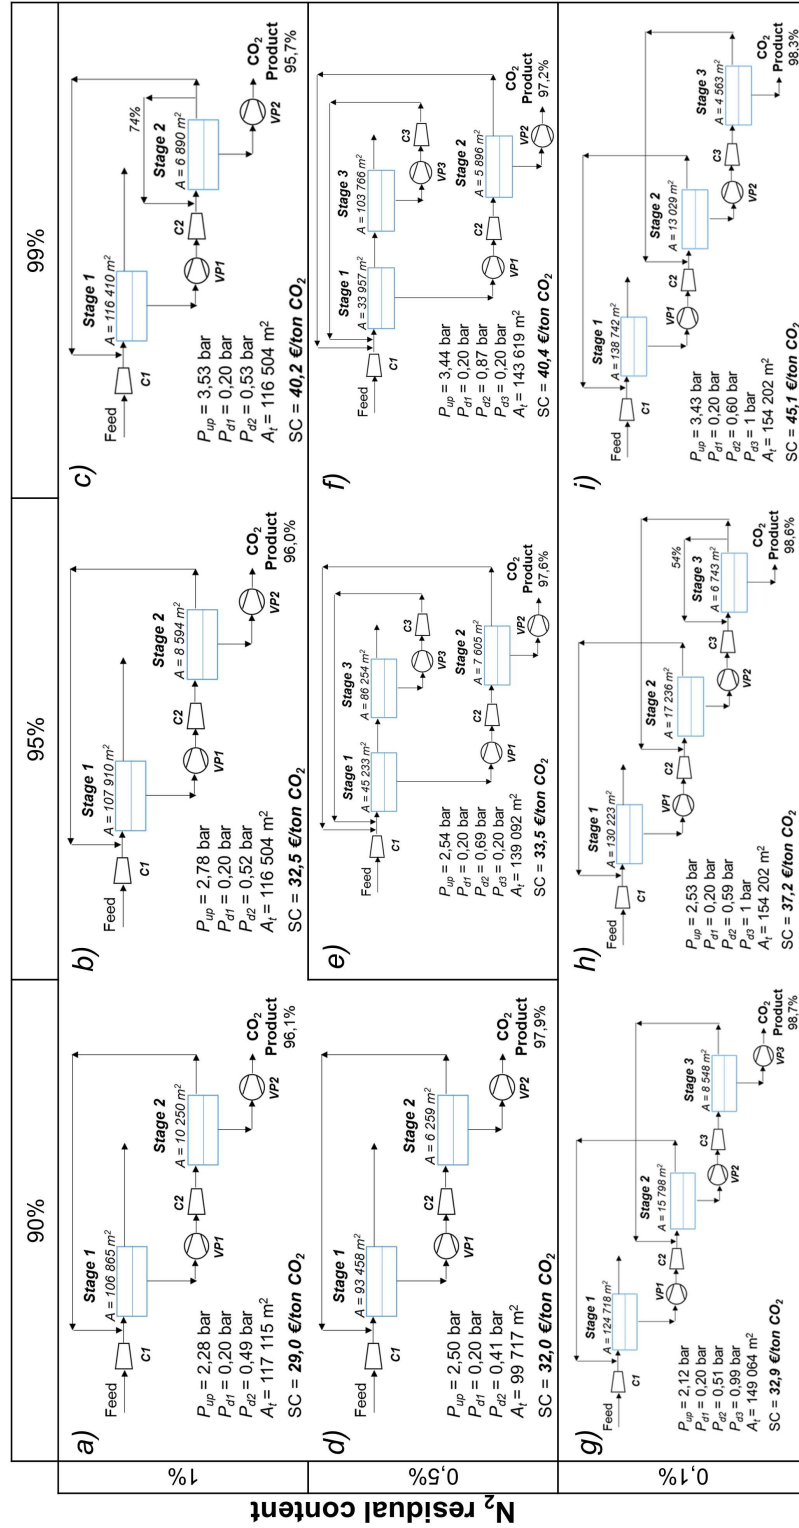 90%
95%
99%
N2 residual content
1%
a)
Feed
C1
Stage 1
A = 106 865 m²
VP1
C2
Stage 2
A = 10 250 m²
VP2
CO2
Product
96,1%
Pup = 2,28 bar
Pd1 = 0,20 bar
Pd2 = 0,49 bar
At = 117 115 m²
SC = 29,0 €/ton CO2
b)
Feed
C1
Stage 1
A = 107 910 m²
VP1
C2
Stage 2
A = 8 594 m²
VP2
CO2
Product
96,0%
Pup = 2,78 bar
Pd1 = 0,20 bar
Pd2 = 0,52 bar
At = 116 504 m²
SC = 32,5 €/ton CO2
c)
Feed
C1
Stage 1
A = 116 410 m²
VP1
C2
74%
Stage 2
A = 6 890 m²
VP2
CO2
Product
95,7%
Pup = 3,53 bar
Pd1 = 0,20 bar
Pd2 = 0,53 bar
At = 116 504 m²
SC = 40,2 €/ton CO2
0,5%
d)
Feed
C1
Stage 1
A = 93 458 m²
VP1
C2
Stage 2
A = 6 259 m²
VP2
CO2
Product
97,9%
Pup = 2,50 bar
Pd1 = 0,20 bar
Pd2 = 0,41 bar
At = 99 717 m²
SC = 32,0 €/ton CO2
e)
Feed
C1
Stage 1
A = 45 233 m²
Stage 3
A = 86 254 m²
VP3
C3
VP1
C2
Stage 2
A = 7 605 m²
VP2
CO2
Product
97,6%
Pup = 2,54 bar
Pd1 = 0,20 bar
Pd2 = 0,69 bar
Pd3 = 0,20 bar
At = 139 092 m²
SC = 33,5 €/ton CO2
f)
Feed
C1
Stage 1
A = 33 957 m²
Stage 3
A = 103 766 m²
VP3
C3
VP1
C2
Stage 2
A = 5 896 m²
VP2
CO2
Product
97,2%
Pup = 3,44 bar
Pd1 = 0,20 bar
Pd2 = 0,87 bar
Pd3 = 0,20 bar
At = 143 619 m²
SC = 40,4 €/ton CO2
0,1%
g)
Feed
C1
Stage 1
A = 124 718 m²
VP1
C2
Stage 2
A = 15 798 m²
VP2
C3
Stage 3
A = 8 548 m²
VP3
CO2
Product
98,7%
Pup = 2,12 bar
Pd1 = 0,20 bar
Pd2 = 0,51 bar
Pd3 = 0,99 bar
At = 149 064 m²
SC = 32,9 €/ton CO2
h)
Feed
C1
Stage 1
A = 130 223 m²
VP1
C2
Stage 2
A = 17 236 m²
VP2
C3
54%
Stage 3
A = 6 743 m²
CO2
Product
98,6%
Pup = 2,53 bar
Pd1 = 0,20 bar
Pd2 = 0,59 bar
Pd3 = 1 bar
At = 154 202 m²
SC = 37,2 €/ton CO2
i)
Feed
C1
Stage 1
A = 138 742 m²
VP1
C2
Stage 2
A = 13 029 m²
VP2
C3
Stage 3
A = 4 563 m²
CO2
Product
98,3%
Pup = 3,43 bar
Pd1 = 0,20 bar
Pd2 = 0,60 bar
Pd3 = 1 bar
At = 154 202 m²
SC = 45,1 €/ton CO2